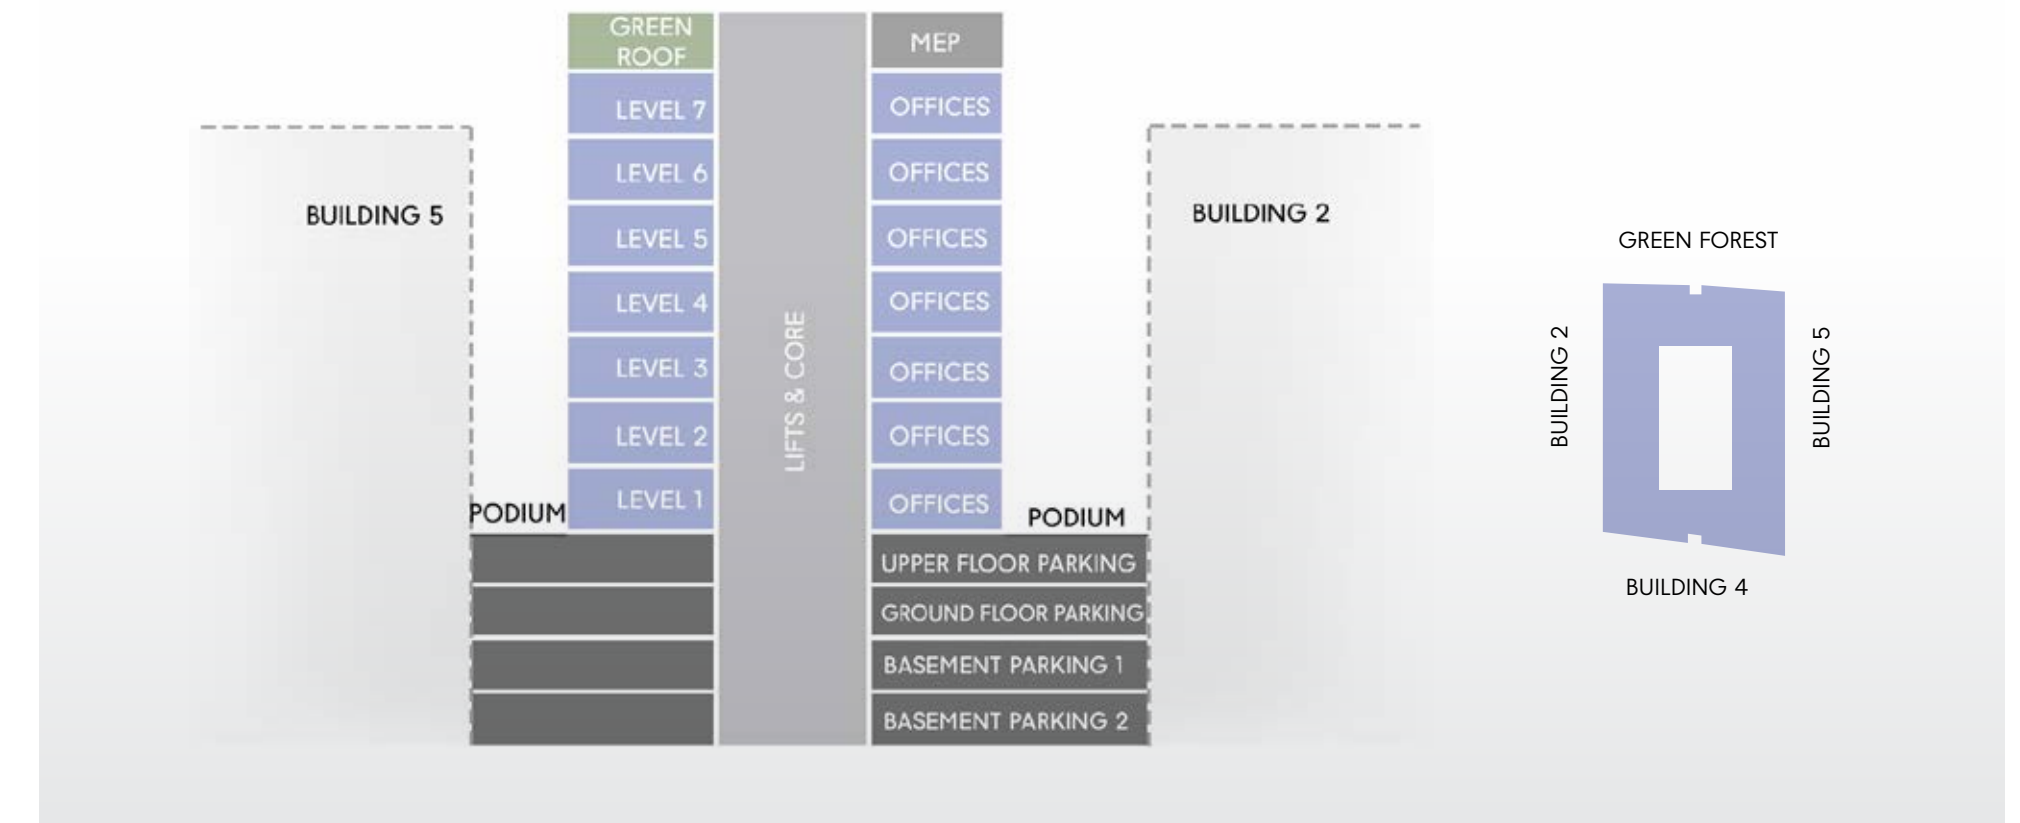 GREEN
ROOF
MEP
LEVEL 7
OFFICES
LEVEL 6
OFFICES
BUILDING 5
BUILDING 2
LEVEL 5
OFFICES
LEVEL 4
OFFICES
LIFTS & CORE
LEVEL 3
OFFICES
LEVEL 2
OFFICES
LEVEL 1
OFFICES
PODIUM
PODIUM
UPPER FLOOR PARKING
GROUND FLOOR PARKING
BASEMENT PARKING 1
BASEMENT PARKING 2
GREEN FOREST
BUILDING 2
BUILDING 5
BUILDING 4